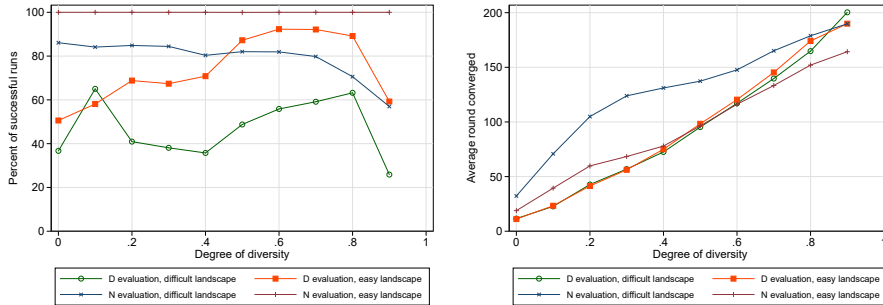 100
80
60
40
20
0
Percent of successful runs
0 .2 .4 .6 .8 1
Degree of diversity
D evaluation, difficult landscape D evaluation, easy landscape
N evaluation, difficult landscape N evaluation, easy landscape
200
150
100
50
0
Average round converged
0 .2 .4 .6 .8 1
Degree of diversity
D evaluation, difficult landscape D evaluation, easy landscape
N evaluation, difficult landscape N evaluation, easy landscape